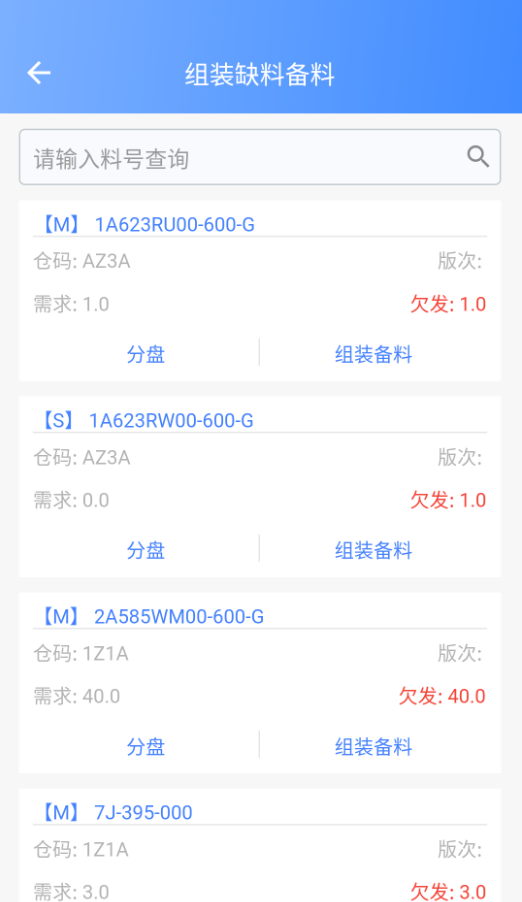 组装缺料备料
请输入料号查询
【M】 1A623RU00-600-G
仓码: AZ3A 版次:
需求: 1.0 欠发: 1.0
分盘 组装备料
【S】 1A623RW00-600-G
仓码: AZ3A 版次:
需求: 0.0 欠发: 1.0
分盘 组装备料
【M】 2A585WM00-600-G
仓码: 1Z1A 版次:
需求: 40.0 欠发: 40.0
分盘 组装备料
【M】 7J-395-000
仓码: 1Z1A 版次:
需求: 3.0 欠发: 3.0